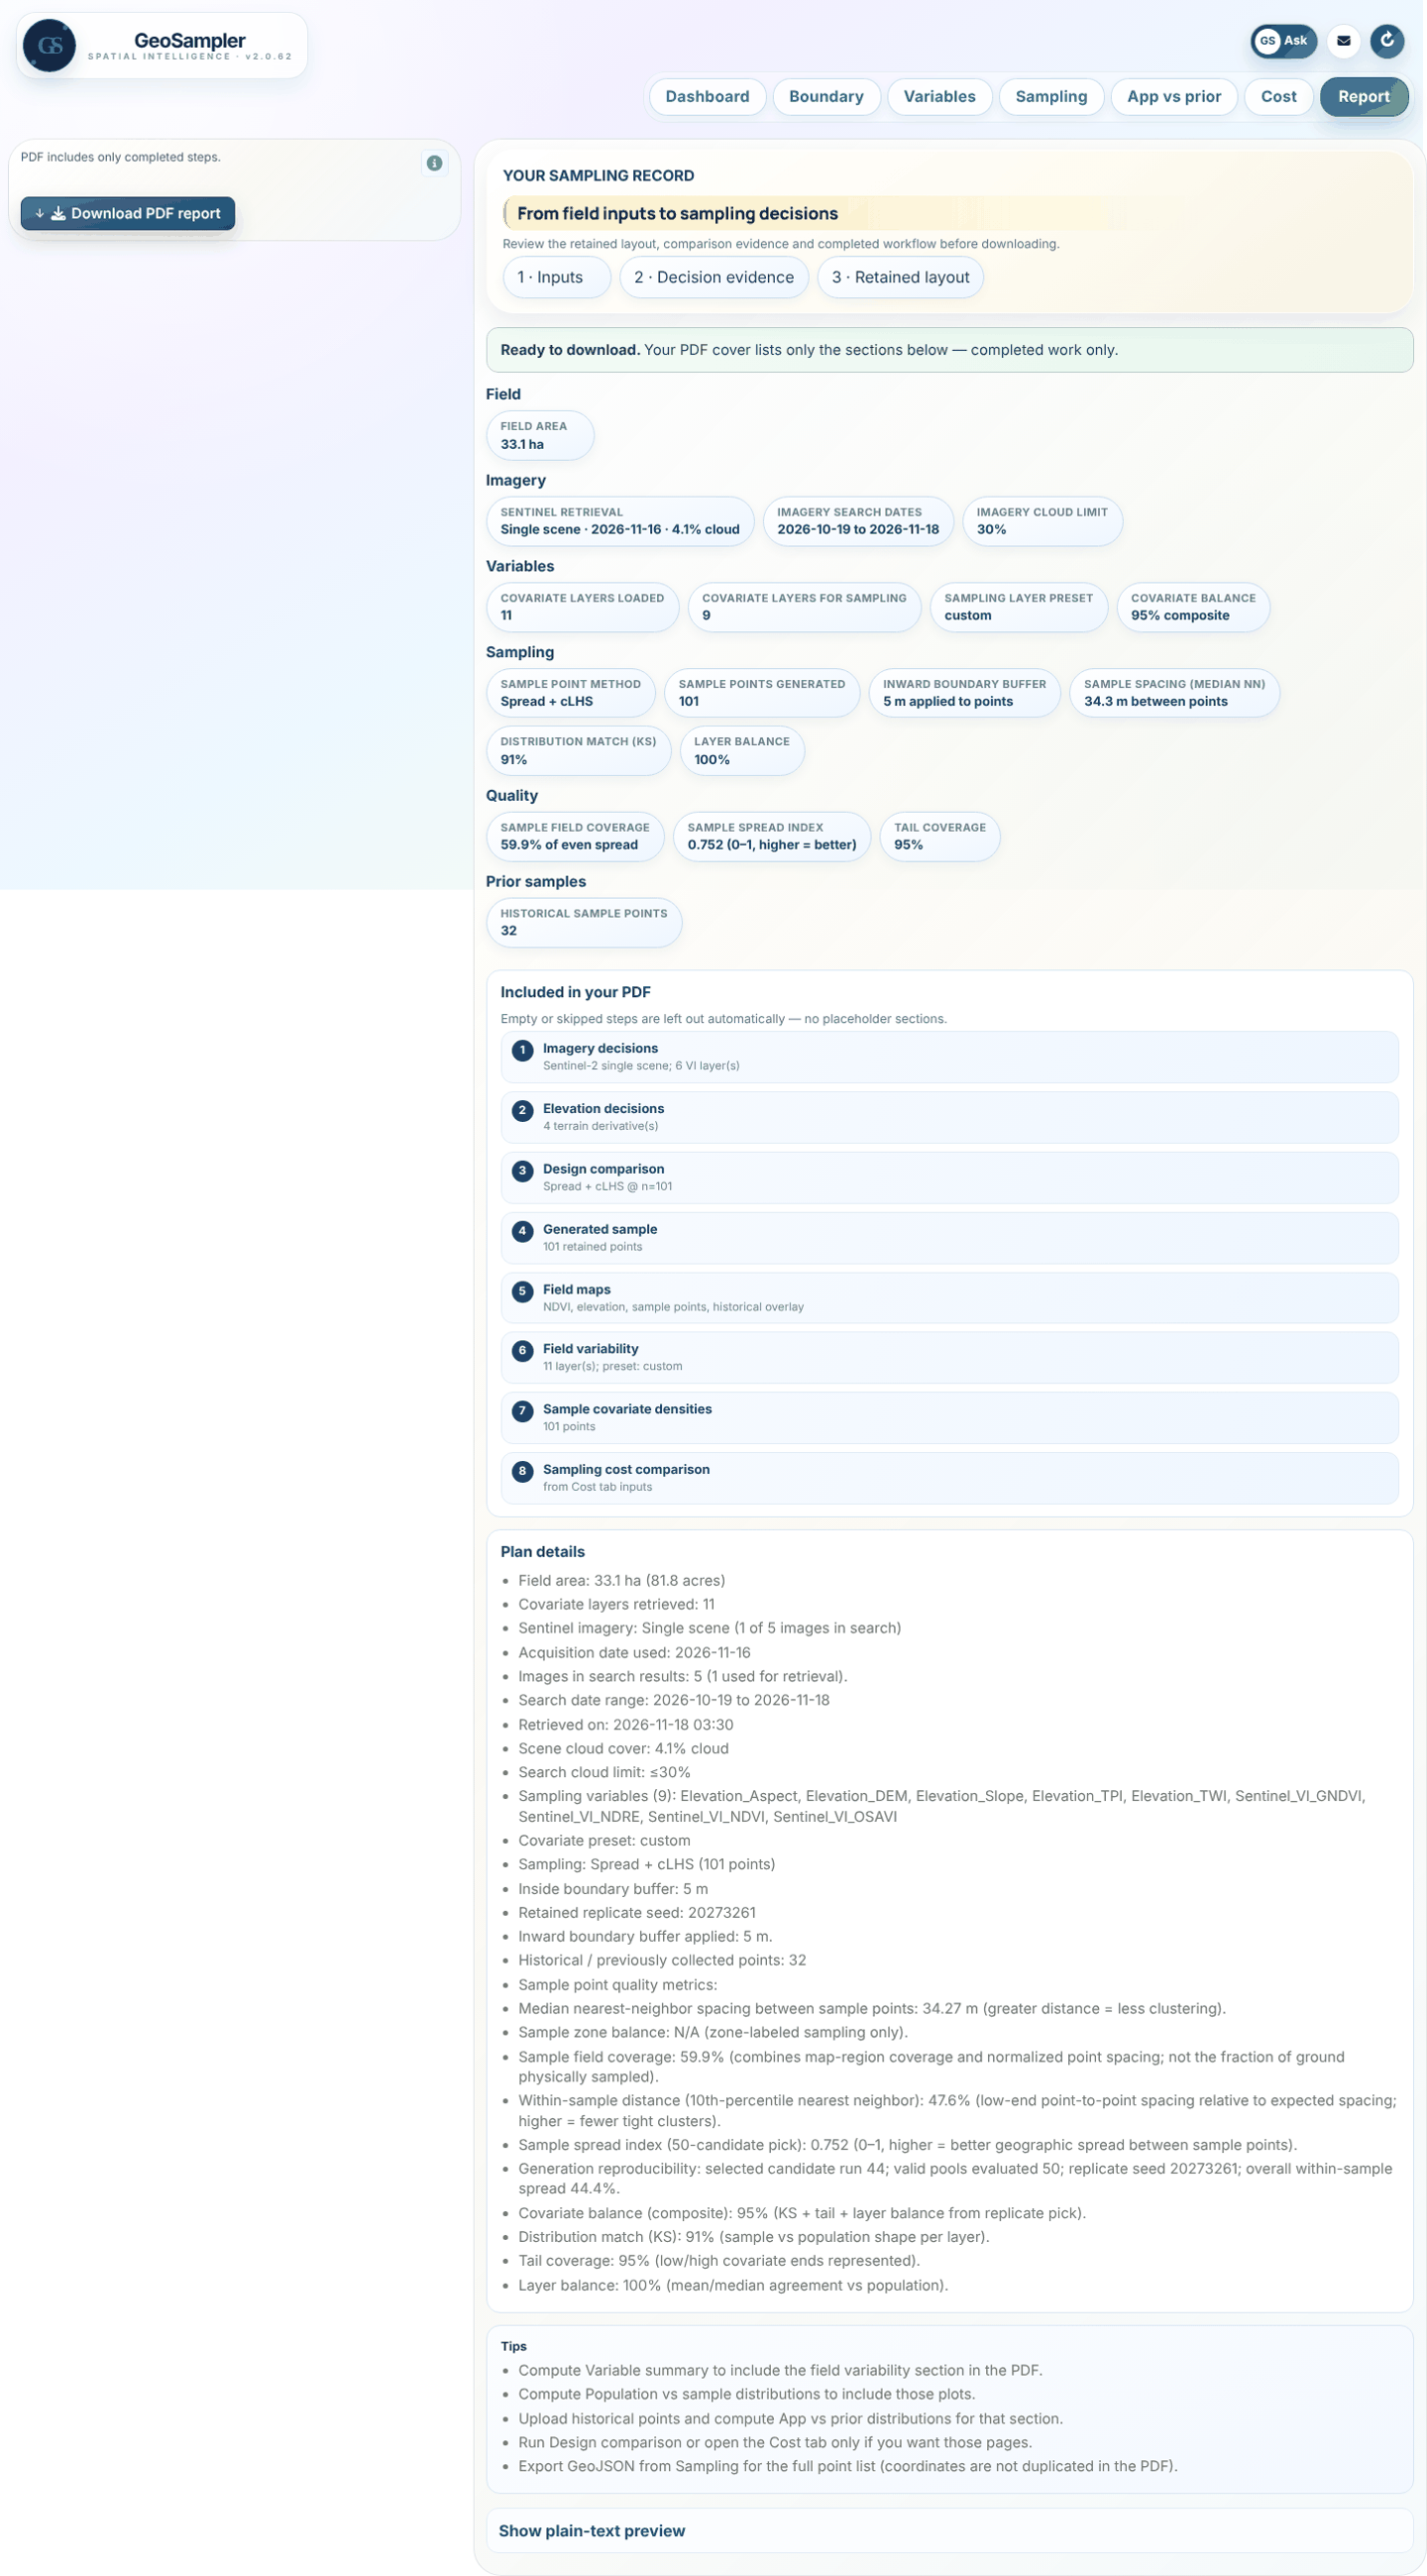 GS
GeoSampler
SPATIAL INTELLIGENCE · v2.0.62
GS Ask
Dashboard
Boundary
Variables
Sampling
App vs prior
Cost
Report
PDF includes only completed steps.
Download PDF report
YOUR SAMPLING RECORD
From field inputs to sampling decisions
Review the retained layout, comparison evidence and completed workflow before downloading.
1 · Inputs
2 · Decision evidence
3 · Retained layout
Ready to download. Your PDF cover lists only the sections below — completed work only.
Field
FIELD AREA
33.1 ha
Imagery
SENTINEL RETRIEVAL
Single scene · 2026-11-16 · 4.1% cloud
IMAGERY SEARCH DATES
2026-10-19 to 2026-11-18
IMAGERY CLOUD LIMIT
30%
Variables
COVARIATE LAYERS LOADED
11
COVARIATE LAYERS FOR SAMPLING
9
SAMPLING LAYER PRESET
custom
COVARIATE BALANCE
95% composite
Sampling
SAMPLE POINT METHOD
Spread + cLHS
SAMPLE POINTS GENERATED
101
INWARD BOUNDARY BUFFER
5 m applied to points
SAMPLE SPACING (MEDIAN NN)
34.3 m between points
DISTRIBUTION MATCH (KS)
91%
LAYER BALANCE
100%
Quality
SAMPLE FIELD COVERAGE
59.9% of even spread
SAMPLE SPREAD INDEX
0.752 (0–1, higher = better)
TAIL COVERAGE
95%
Prior samples
HISTORICAL SAMPLE POINTS
32
Included in your PDF
Empty or skipped steps are left out automatically — no placeholder sections.
1 Imagery decisions
Sentinel-2 single scene; 6 VI layer(s)
2 Elevation decisions
4 terrain derivative(s)
3 Design comparison
Spread + cLHS @ n=101
4 Generated sample
101 retained points
5 Field maps
NDVI, elevation, sample points, historical overlay
6 Field variability
11 layer(s); preset: custom
7 Sample covariate densities
101 points
8 Sampling cost comparison
from Cost tab inputs
Plan details
• Field area: 33.1 ha (81.8 acres)
• Covariate layers retrieved: 11
• Sentinel imagery: Single scene (1 of 5 images in search)
• Acquisition date used: 2026-11-16
• Images in search results: 5 (1 used for retrieval).
• Search date range: 2026-10-19 to 2026-11-18
• Retrieved on: 2026-11-18 03:30
• Scene cloud cover: 4.1% cloud
• Search cloud limit: ≤30%
• Sampling variables (9): Elevation_Aspect, Elevation_DEM, Elevation_Slope, Elevation_TPI, Elevation_TWI, Sentinel_VI_GNDVI,
Sentinel_VI_NDRE, Sentinel_VI_NDVI, Sentinel_VI_OSAVI
• Covariate preset: custom
• Sampling: Spread + cLHS (101 points)
• Inside boundary buffer: 5 m
• Retained replicate seed: 20273261
• Inward boundary buffer applied: 5 m.
• Historical / previously collected points: 32
• Sample point quality metrics:
• Median nearest-neighbor spacing between sample points: 34.27 m (greater distance = less clustering).
• Sample zone balance: N/A (zone-labeled sampling only).
• Sample field coverage: 59.9% (combines map-region coverage and normalized point spacing; not the fraction of ground
physically sampled).
• Within-sample distance (10th-percentile nearest neighbor): 47.6% (low-end point-to-point spacing relative to expected spacing;
higher = fewer tight clusters).
• Sample spread index (50-candidate pick): 0.752 (0–1, higher = better geographic spread between sample points).
• Generation reproducibility: selected candidate run 44; valid pools evaluated 50; replicate seed 20273261; overall within-sample
spread 44.4%.
• Covariate balance (composite): 95% (KS + tail + layer balance from replicate pick).
• Distribution match (KS): 91% (sample vs population shape per layer).
• Tail coverage: 95% (low/high covariate ends represented).
• Layer balance: 100% (mean/median agreement vs population).
Tips
• Compute Variable summary to include the field variability section in the PDF.
• Compute Population vs sample distributions to include those plots.
• Upload historical points and compute App vs prior distributions for that section.
• Run Design comparison or open the Cost tab only if you want those pages.
• Export GeoJSON from Sampling for the full point list (coordinates are not duplicated in the PDF).
Show plain-text preview